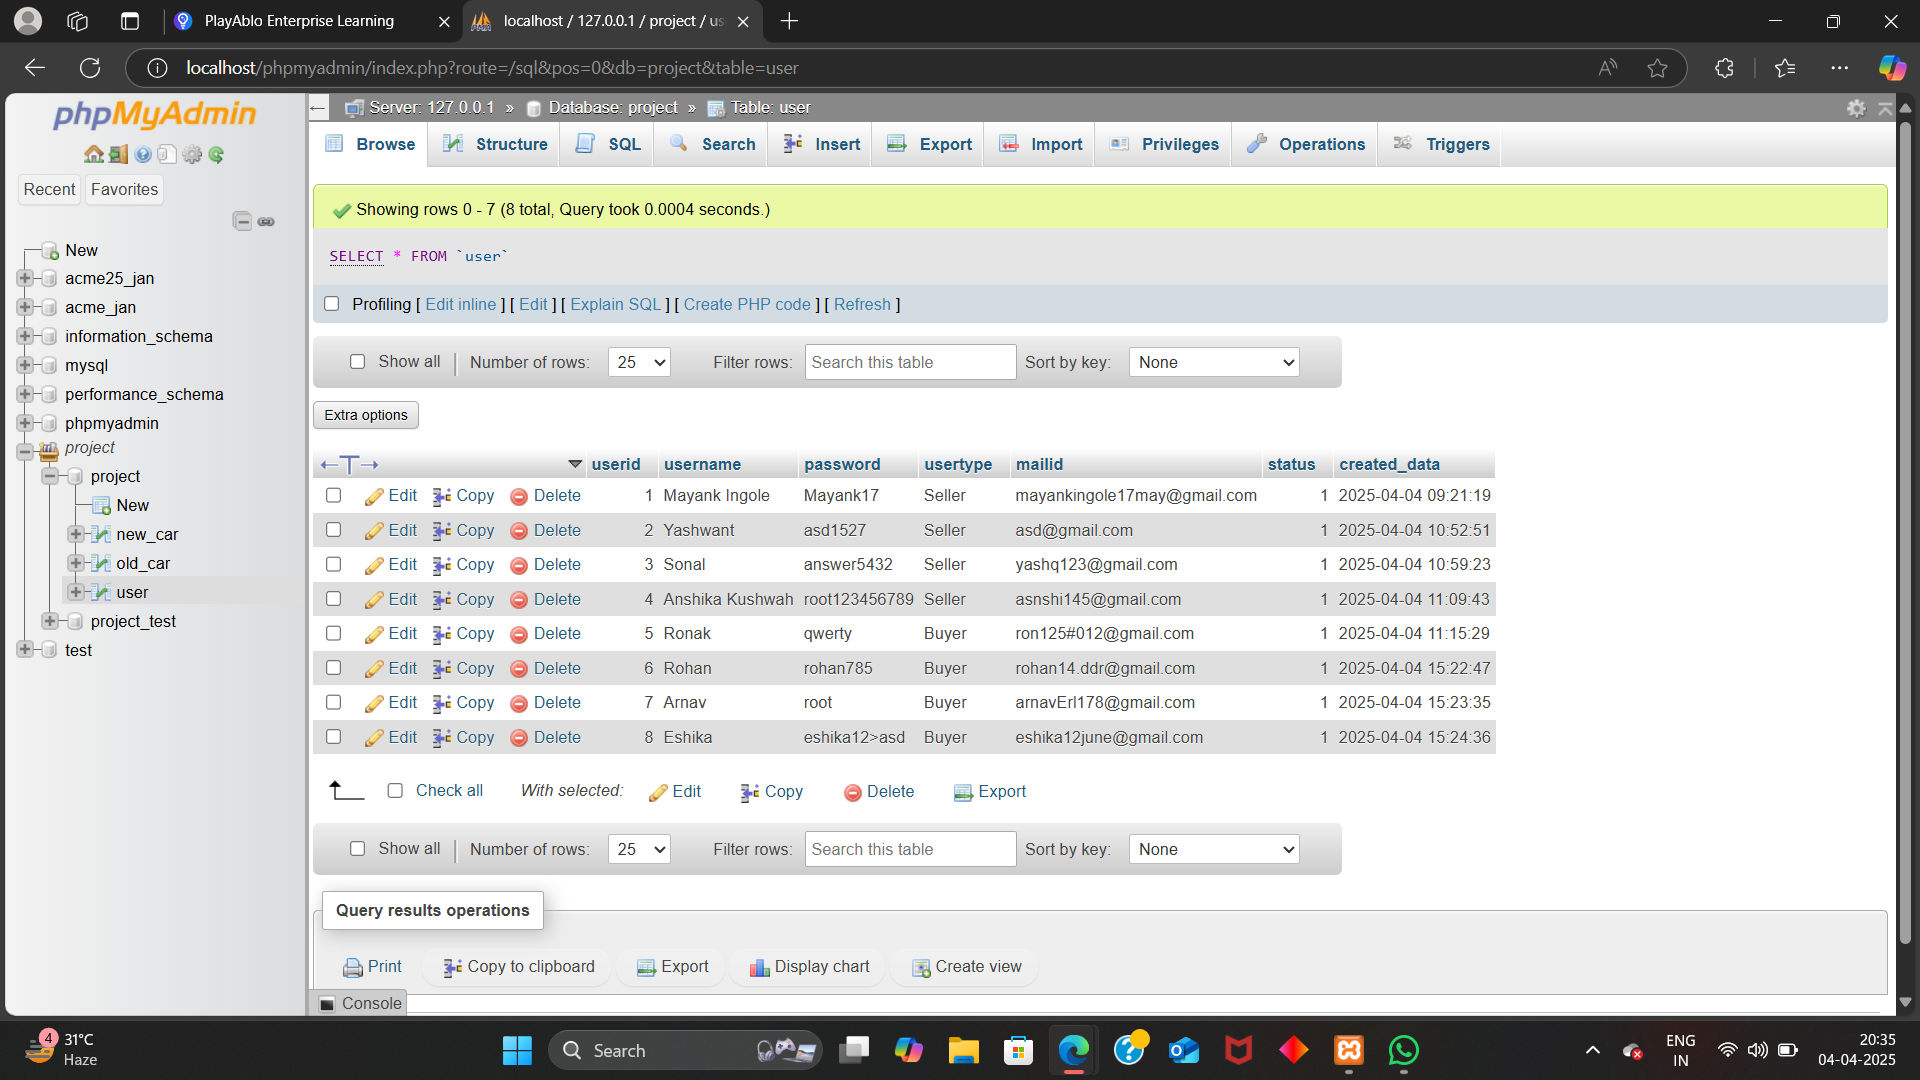 PlayAblo Enterprise Learning
localhost / 127.0.0.1 / project / us
localhost/phpmyadmin/index.php?route=/sql&pos=0&db=project&table=user
phpMyAdmin
Recent Favorites
New
acme25_jan
acme_jan
information_schema
mysql
performance_schema
phpmyadmin
project
project
New
new_car
old_car
user
project_test
test
Server: 127.0.0.1 » Database: project » Table: user
Browse Structure SQL Search Insert Export Import Privileges Operations Triggers
Showing rows 0 - 7 (8 total, Query took 0.0004 seconds.)
SELECT * FROM `user`
Profiling [ Edit inline ] [ Edit ] [ Explain SQL ] [ Create PHP code ] [ Refresh ]
Show all Number of rows: 25 Filter rows: Search this table Sort by key: None
Extra options
userid username password usertype mailid status created_data
Edit Copy Delete 1 Mayank Ingole Mayank17 Seller mayankingole17may@gmail.com 1 2025-04-04 09:21:19
Edit Copy Delete 2 Yashwant asd1527 Seller asd@gmail.com 1 2025-04-04 10:52:51
Edit Copy Delete 3 Sonal answer5432 Seller yashq123@gmail.com 1 2025-04-04 10:59:23
Edit Copy Delete 4 Anshika Kushwah root123456789 Seller asnshi145@gmail.com 1 2025-04-04 11:09:43
Edit Copy Delete 5 Ronak qwerty Buyer ron125#012@gmail.com 1 2025-04-04 11:15:29
Edit Copy Delete 6 Rohan rohan785 Buyer rohan14.ddr@gmail.com 1 2025-04-04 15:22:47
Edit Copy Delete 7 Arnav root Buyer arnavErl178@gmail.com 1 2025-04-04 15:23:35
Edit Copy Delete 8 Eshika eshika12>asd Buyer eshika12june@gmail.com 1 2025-04-04 15:24:36
Check all With selected: Edit Copy Delete Export
Show all Number of rows: 25 Filter rows: Search this table Sort by key: None
Query results operations
Print Copy to clipboard Export Display chart Create view
Console
4 31°C
Haze
Search
ENG
IN
20:35
04-04-2025